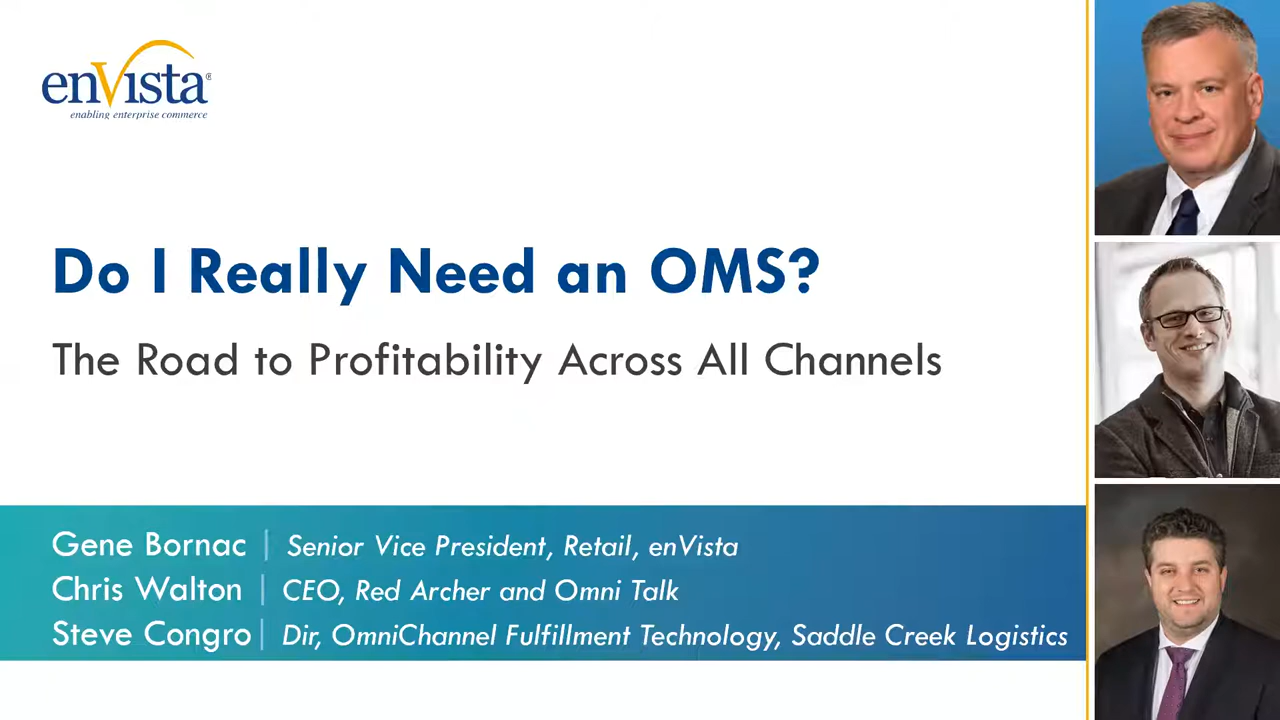 enVista®
enabling enterprise commerce
Do I Really Need an OMS?
The Road to Profitability Across All Channels
Gene Bornac | Senior Vice President, Retail, enVista
Chris Walton | CEO, Red Archer and Omni Talk
Steve Congro | Dir, OmniChannel Fulfillment Technology, Saddle Creek Logistics